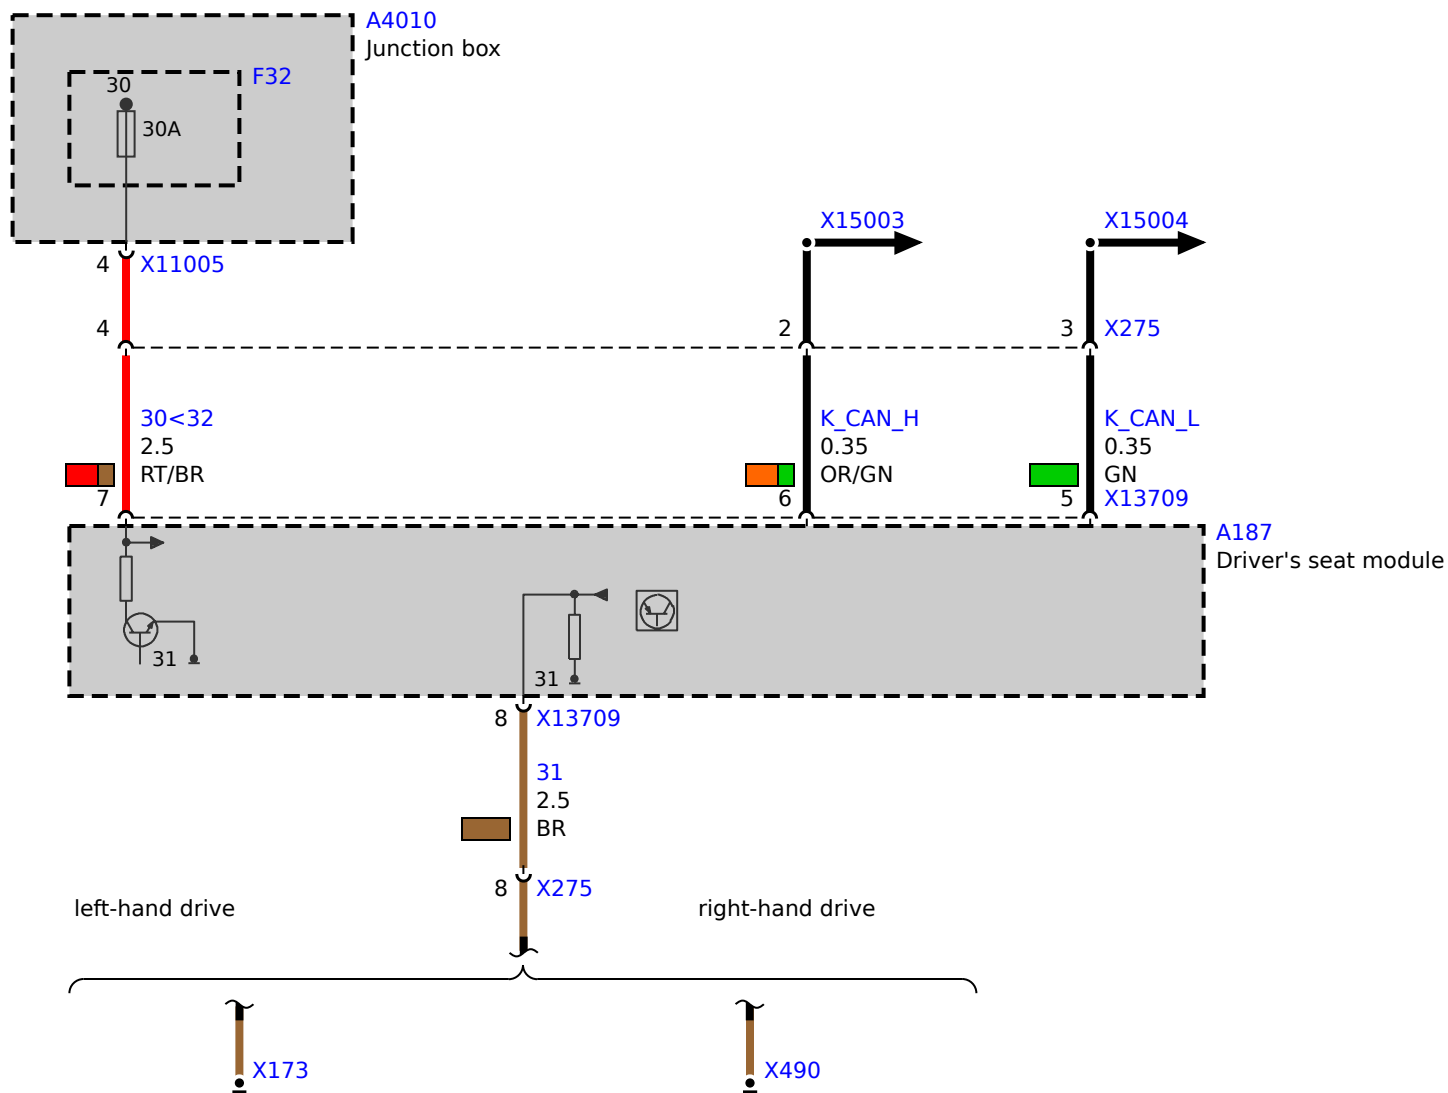 A4010
Junction box
F32
30
30A
X15003
X15004
4
X11005
4
2
3
X275
30<32
2.5
RT/BR
7
K_CAN_H
0.35
OR/GN
6
K_CAN_L
0.35
GN
5
X13709
A187
Driver's seat module
31
31
8
X13709
31
2.5
BR
8
X275
left-hand drive
right-hand drive
X173
X490